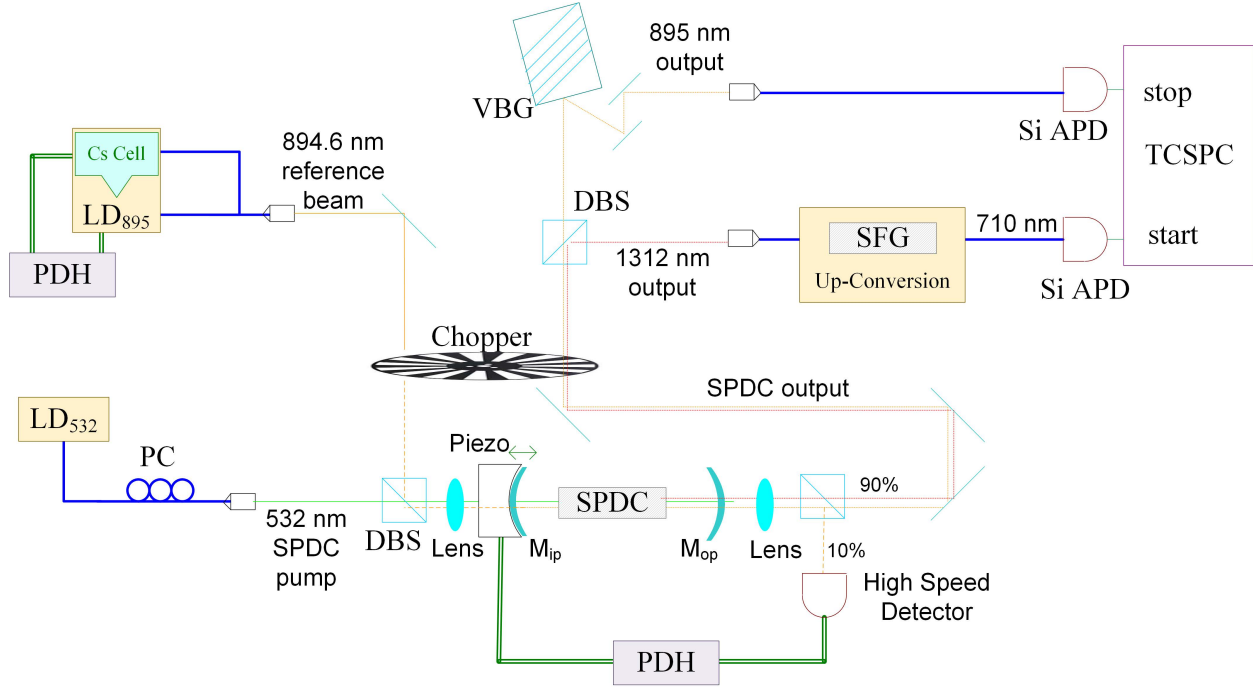 895 nm
output
VBG
stop
Si APD
TCSPC
Cs Cell
LD895
894.6 nm
reference
beam
PDH
DBS
1312 nm
output
SFG
Up-Conversion
710 nm
start
Si APD
Chopper
SPDC output
LD532
PC
Piezo
532 nm
SPDC
pump
DBS
Lens
Mip
SPDC
Mop
Lens
90%
10%
High Speed
Detector
PDH